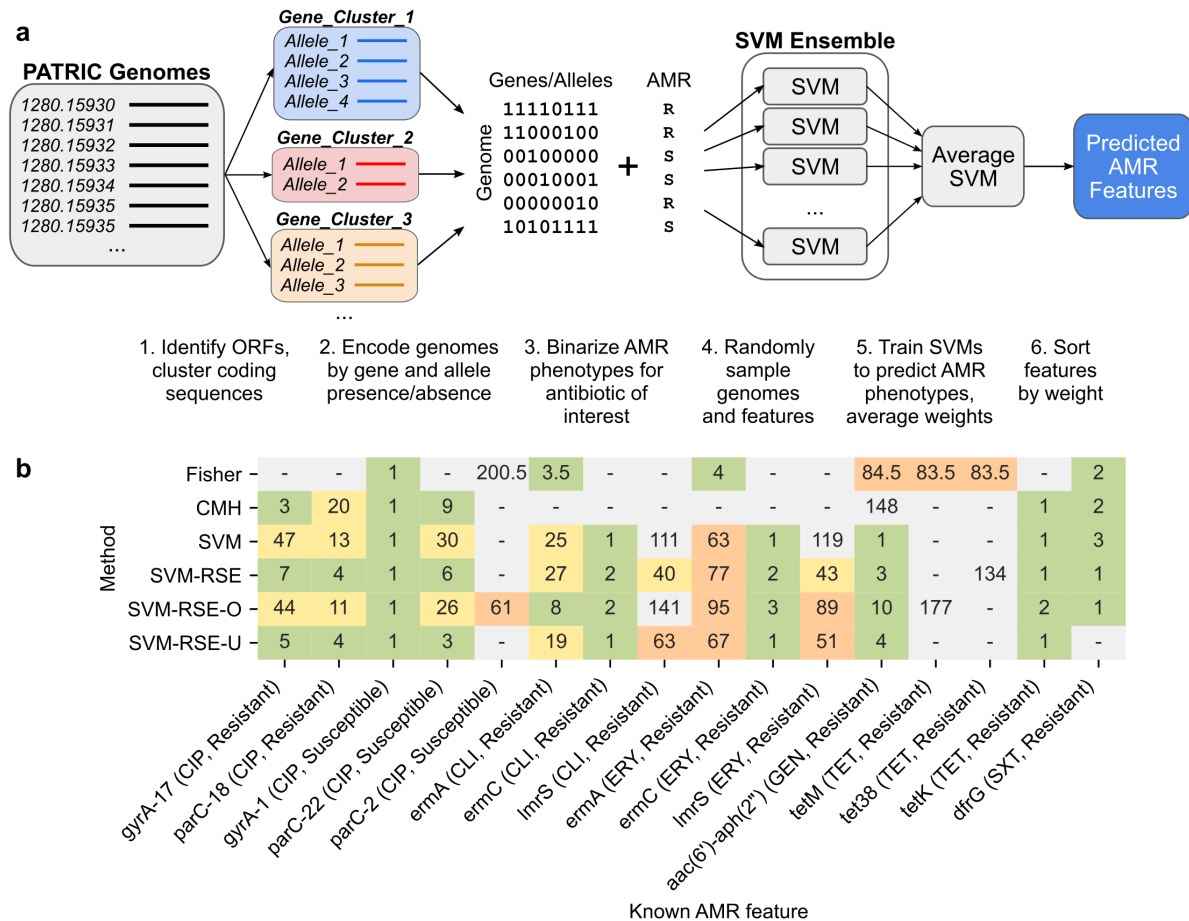 a
PATRIC Genomes
1280.15930
1280.15931
1280.15932
1280.15933
1280.15934
1280.15935
1280.15935
...
Gene_Cluster_1
Allele_1
Allele_2
Allele_3
Allele_4
Gene_Cluster_2
Allele_1
Allele_2
Gene_Cluster_3
Allele_1
Allele_2
Allele_3
...
Genes/Alleles
Genome
11110111
11000100
00100000
00010001
00000010
10101111
+
AMR
R
R
S
S
R
S
SVM Ensemble
SVM
SVM
SVM
...
SVM
Average
SVM
Predicted
AMR
Features
1. Identify ORFs,
cluster coding
sequences
2. Encode genomes
by gene and allele
presence/absence
3. Binarize AMR
phenotypes for
antibiotic of
interest
4. Randomly
sample
genomes
and features
5. Train SVMs
to predict AMR
phenotypes,
average weights
6. Sort
features
by weight
b
Method
Fisher - - 1 - 200.5 3.5 - - 4 - - 84.5 83.5 83.5 - 2
CMH 3 20 1 9 - - - - - - - 148 - - 1 2
SVM 47 13 1 30 - 25 1 111 63 1 119 1 - - 1 3
SVM-RSE 7 4 1 6 - 27 2 40 77 2 43 3 - 134 1 1
SVM-RSE-O 44 11 1 26 61 8 2 141 95 3 89 10 177 - 2 1
SVM-RSE-U 5 4 1 3 - 19 1 63 67 1 51 4 - - 1 -
gyrA-17 (CIP, Resistant)
parC-18 (CIP, Resistant)
gyrA-1 (CIP, Susceptible)
parC-22 (CIP, Susceptible)
parC-2 (CIP, Susceptible)
ermA (CLI, Resistant)
ermC (CLI, Resistant)
lmrS (CLI, Resistant)
ermA (ERY, Resistant)
ermC (ERY, Resistant)
lmrS (ERY, Resistant)
aac(6')-aph(2") (GEN, Resistant)
tetM (TET, Resistant)
tet38 (TET, Resistant)
tetK (TET, Resistant)
dfrG (SXT, Resistant)
Known AMR feature